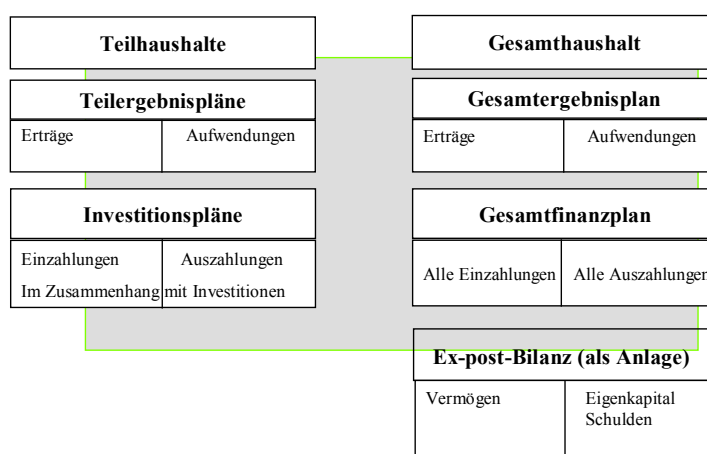 Teilhaushalte
Gesamthaushalt
Teilergebnispläne
Erträge
Aufwendungen
Gesamtergebnisplan
Erträge
Aufwendungen
Investitionspläne
Einzahlungen
Auszahlungen
Im Zusammenhang mit Investitionen
Gesamtfinanzplan
Alle Einzahlungen
Alle Auszahlungen
Ex-post-Bilanz (als Anlage)
Vermögen
Eigenkapital
Schulden